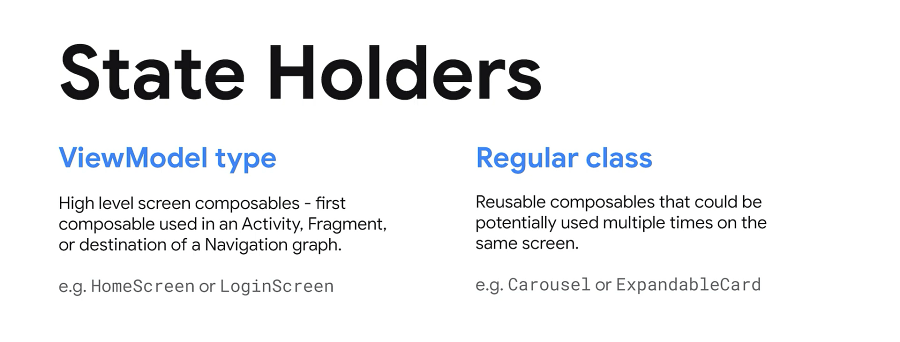 State Holders
ViewModel type
High level screen composables - first
composable used in an Activity, Fragment,
or destination of a Navigation graph.
e.g. HomeScreen or LoginScreen
Regular class
Reusable composables that could be
potentially used multiple times on the
same screen.
e.g. Carousel or ExpandableCard